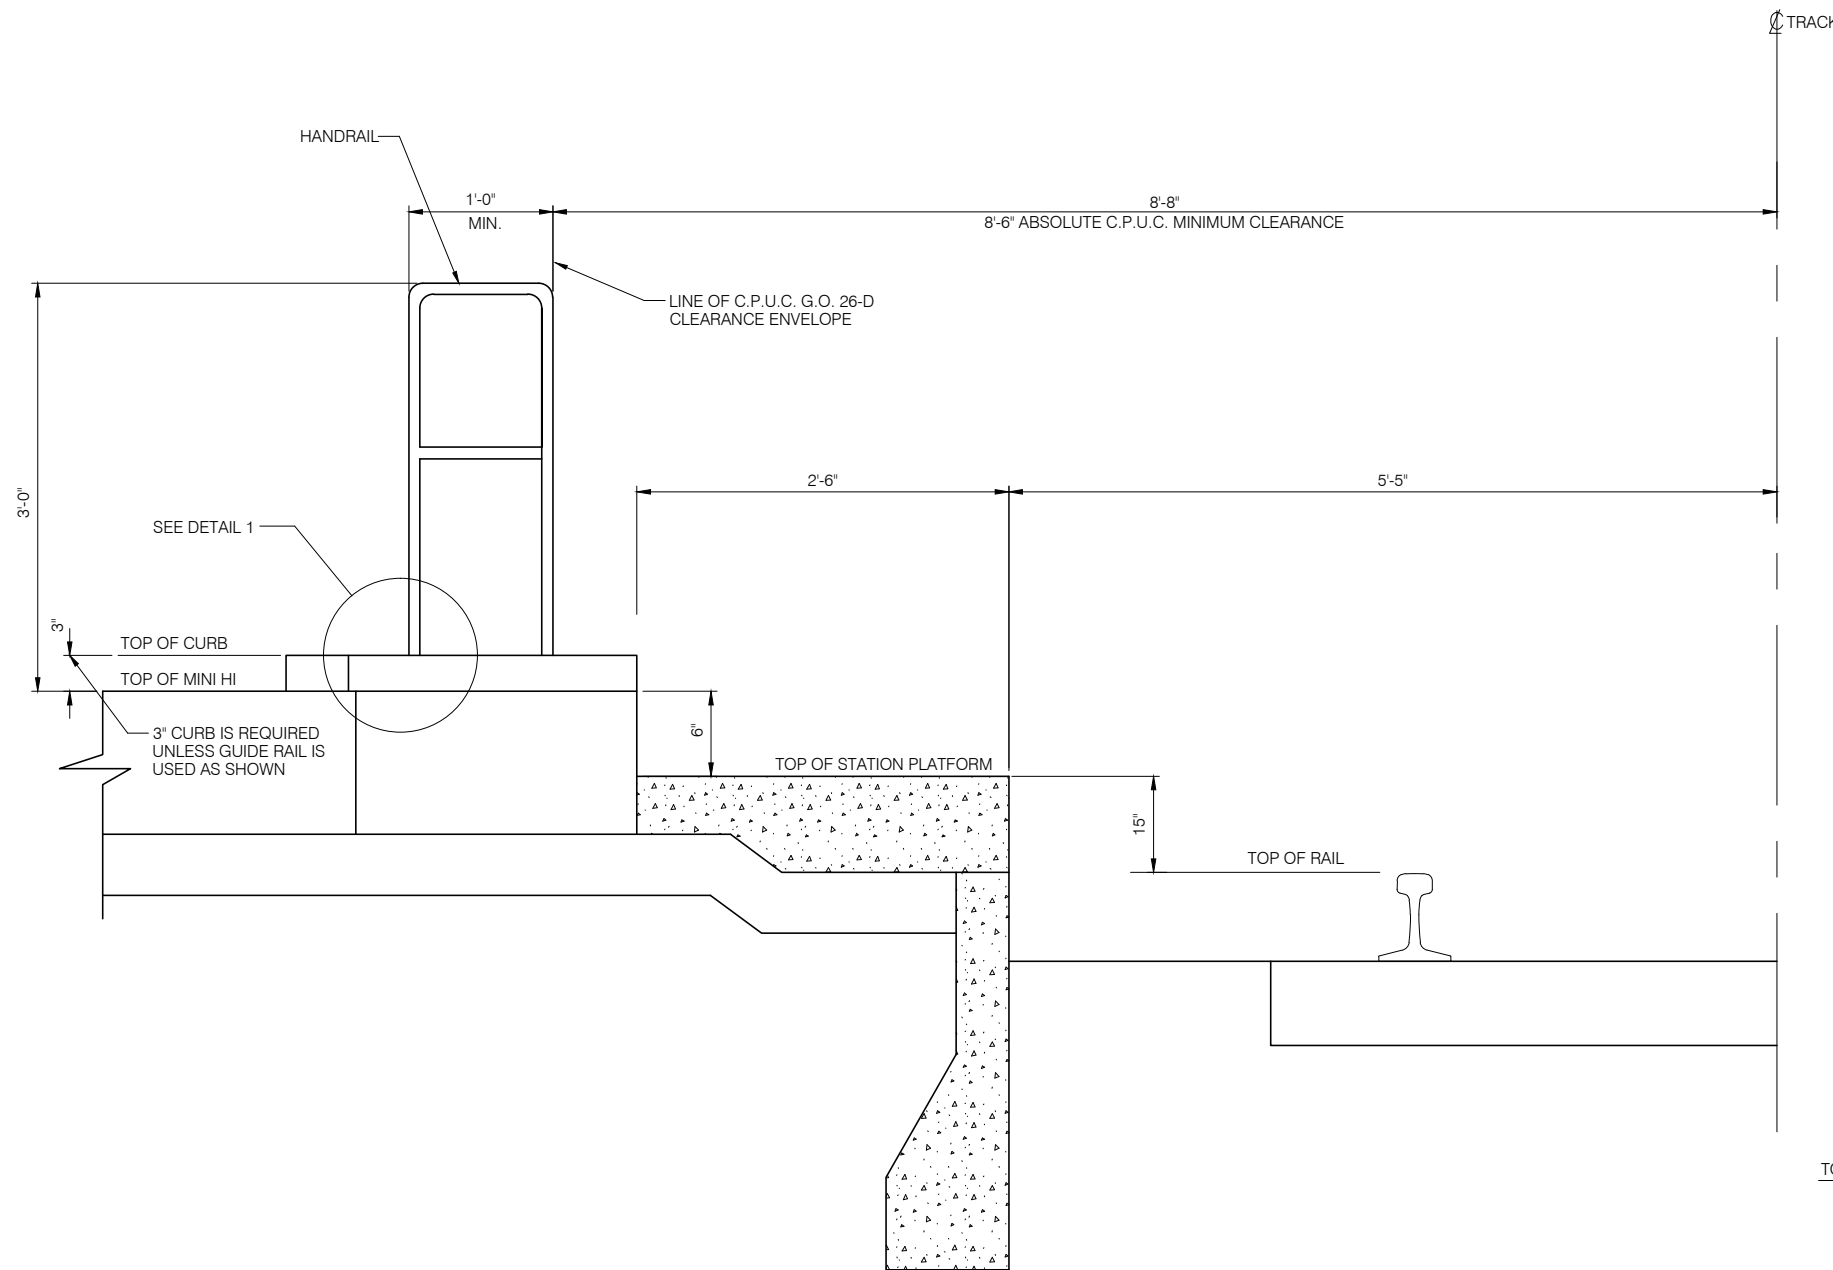 ℄ TRACK
HANDRAIL
1'-0"
MIN.
8'-8"
8'-6" ABSOLUTE C.P.U.C. MINIMUM CLEARANCE
LINE OF C.P.U.C. G.O. 26-D
CLEARANCE ENVELOPE
3'-0"
2'-6"
5'-5"
SEE DETAIL 1
3"
TOP OF CURB
TOP OF MINI HI
3" CURB IS REQUIRED
UNLESS GUIDE RAIL IS
USED AS SHOWN
6"
TOP OF STATION PLATFORM
15"
TOP OF RAIL